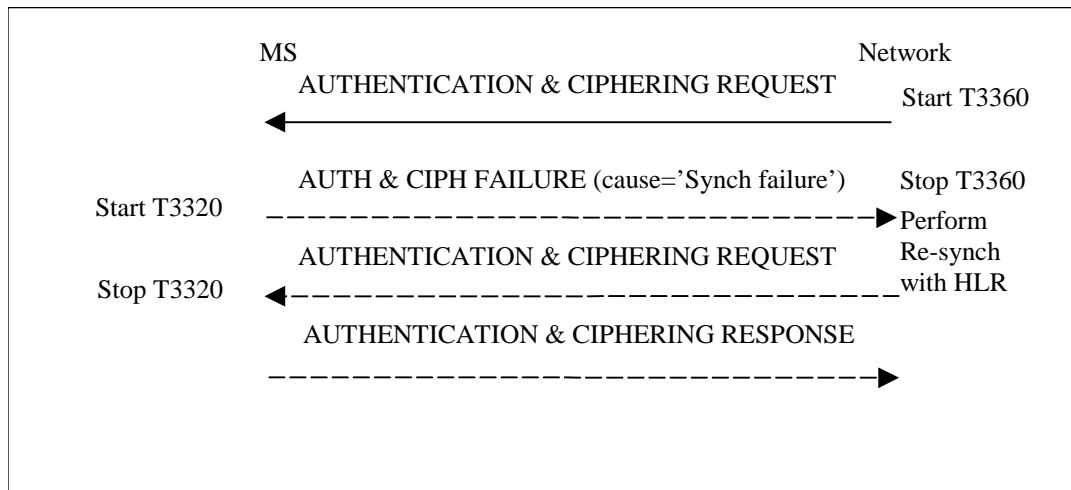 MS
Network
AUTHENTICATION & CIPHERING REQUEST
Start T3360
AUTH & CIPH FAILURE (cause='Synch failure')
Stop T3360
Start T3320
Perform
Re-synch
with HLR
AUTHENTICATION & CIPHERING REQUEST
Stop T3320
AUTHENTICATION & CIPHERING RESPONSE